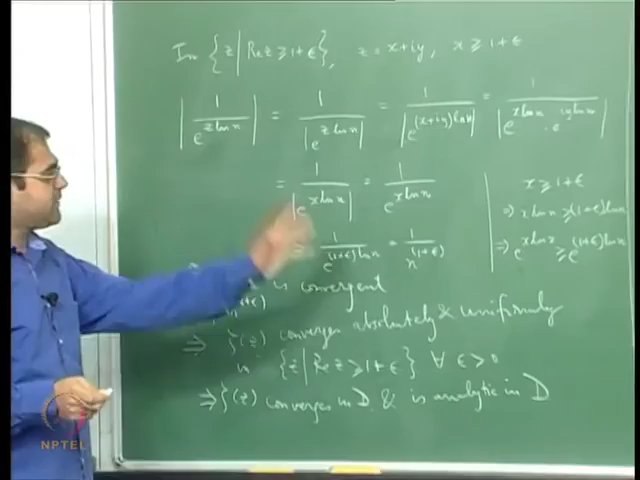 In {z | Re z ≥ 1+ε}, z = x+iy, x ≥ 1+ε
|1/e^{z ln n}| = 1/|e^{z ln n}| = 1/|e^{(x+iy) ln n}| = 1/|e^{x ln n} · e^{iy ln n}|
= 1/|e^{x ln n}| = 1/e^{x ln n}
x ≥ 1+ε
⇒ x ln n ≥ (1+ε) ln n
1/e^{(1+ε) ln n} = 1/n^{(1+ε)}
⇒ e^{x ln n} ≥ e^{(1+ε) ln n}
is convergent
⇒ ζ(z) converges absolutely & uniformly
in {z | Re z ≥ 1+ε} ∀ ε > 0
⇒ ζ(z) converges in D & is analytic in D
NPTEL